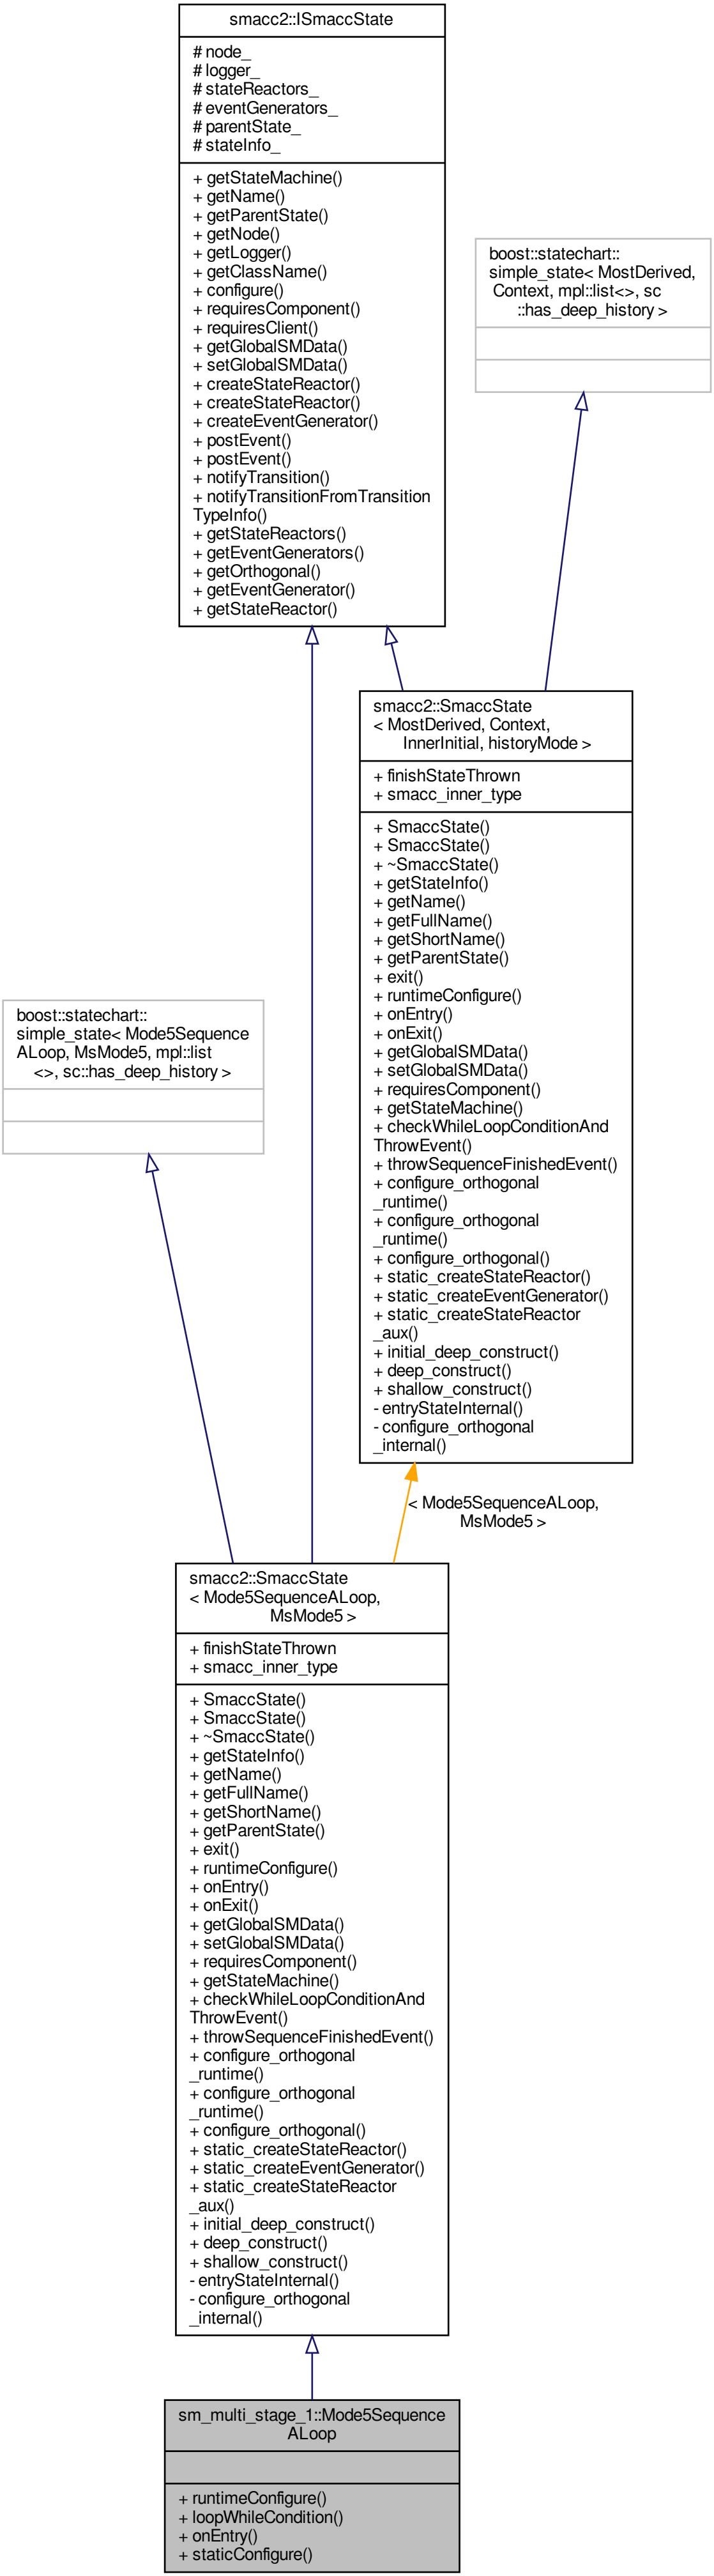 smacc2::ISmaccState
# node_
# logger_
# stateReactors_
# eventGenerators_
# parentState_
# stateInfo_
+ getStateMachine()
+ getName()
+ getParentState()
+ getNode()
+ getLogger()
+ getClassName()
+ configure()
+ requiresComponent()
+ requiresClient()
+ getGlobalSMData()
+ setGlobalSMData()
+ createStateReactor()
+ createStateReactor()
+ createEventGenerator()
+ postEvent()
+ postEvent()
+ notifyTransition()
+ notifyTransitionFromTransition
TypeInfo()
+ getStateReactors()
+ getEventGenerators()
+ getOrthogonal()
+ getEventGenerator()
+ getStateReactor()
boost::statechart::
simple_state< MostDerived,
Context, mpl::list<>, sc
::has_deep_history >
smacc2::SmaccState
< MostDerived, Context,
InnerInitial, historyMode >
+ finishStateThrown
+ smacc_inner_type
+ SmaccState()
+ SmaccState()
+ ~SmaccState()
+ getStateInfo()
+ getName()
+ getFullName()
+ getShortName()
+ getParentState()
+ exit()
+ runtimeConfigure()
+ onEntry()
+ onExit()
+ getGlobalSMData()
+ setGlobalSMData()
+ requiresComponent()
+ getStateMachine()
+ checkWhileLoopConditionAnd
ThrowEvent()
+ throwSequenceFinishedEvent()
+ configure_orthogonal
_runtime()
+ configure_orthogonal
_runtime()
+ configure_orthogonal()
+ static_createStateReactor()
+ static_createEventGenerator()
+ static_createStateReactor
_aux()
+ initial_deep_construct()
+ deep_construct()
+ shallow_construct()
- entryStateInternal()
- configure_orthogonal
_internal()
boost::statechart::
simple_state< Mode5Sequence
ALoop, MsMode5, mpl::list
<>, sc::has_deep_history >
< Mode5SequenceALoop,
MsMode5 >
smacc2::SmaccState
< Mode5SequenceALoop,
MsMode5 >
+ finishStateThrown
+ smacc_inner_type
+ SmaccState()
+ SmaccState()
+ ~SmaccState()
+ getStateInfo()
+ getName()
+ getFullName()
+ getShortName()
+ getParentState()
+ exit()
+ runtimeConfigure()
+ onEntry()
+ onExit()
+ getGlobalSMData()
+ setGlobalSMData()
+ requiresComponent()
+ getStateMachine()
+ checkWhileLoopConditionAnd
ThrowEvent()
+ throwSequenceFinishedEvent()
+ configure_orthogonal
_runtime()
+ configure_orthogonal
_runtime()
+ configure_orthogonal()
+ static_createStateReactor()
+ static_createEventGenerator()
+ static_createStateReactor
_aux()
+ initial_deep_construct()
+ deep_construct()
+ shallow_construct()
- entryStateInternal()
- configure_orthogonal
_internal()
sm_multi_stage_1::Mode5Sequence
ALoop
+ runtimeConfigure()
+ loopWhileCondition()
+ onEntry()
+ staticConfigure()